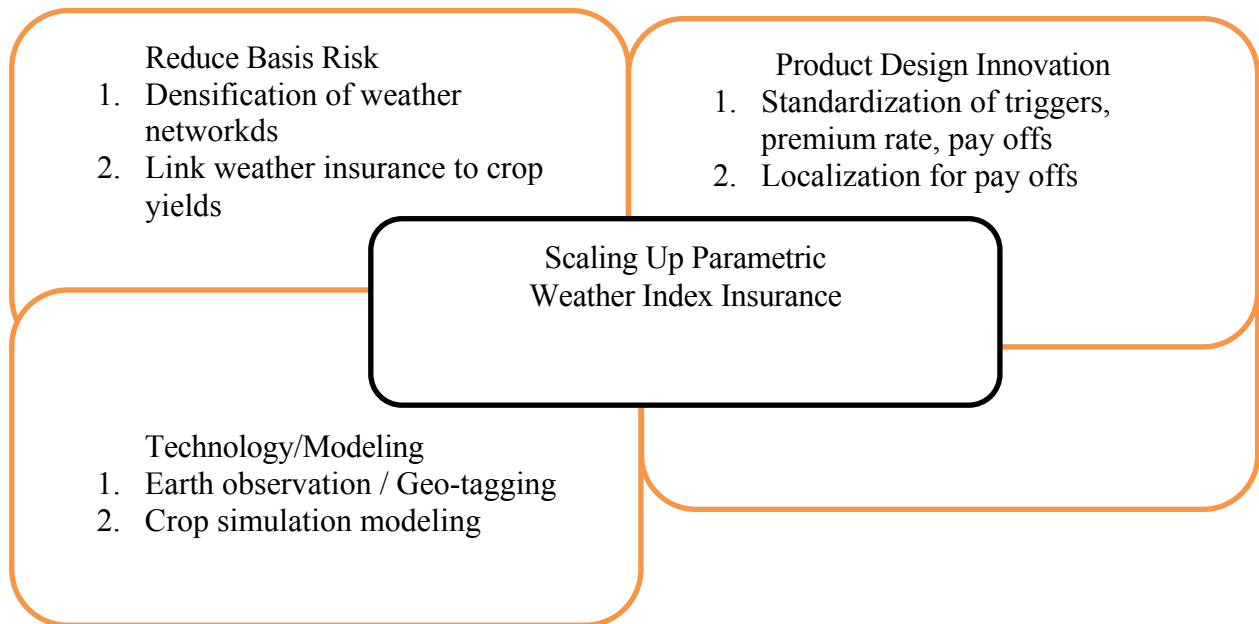 Reduce Basis Risk
1. Densification of weather
networkds
2. Link weather insurance to crop
yields
Product Design Innovation
1. Standardization of triggers,
premium rate, pay offs
2. Localization for pay offs
Scaling Up Parametric
Weather Index Insurance
Technology/Modeling
1. Earth observation / Geo-tagging
2. Crop simulation modeling